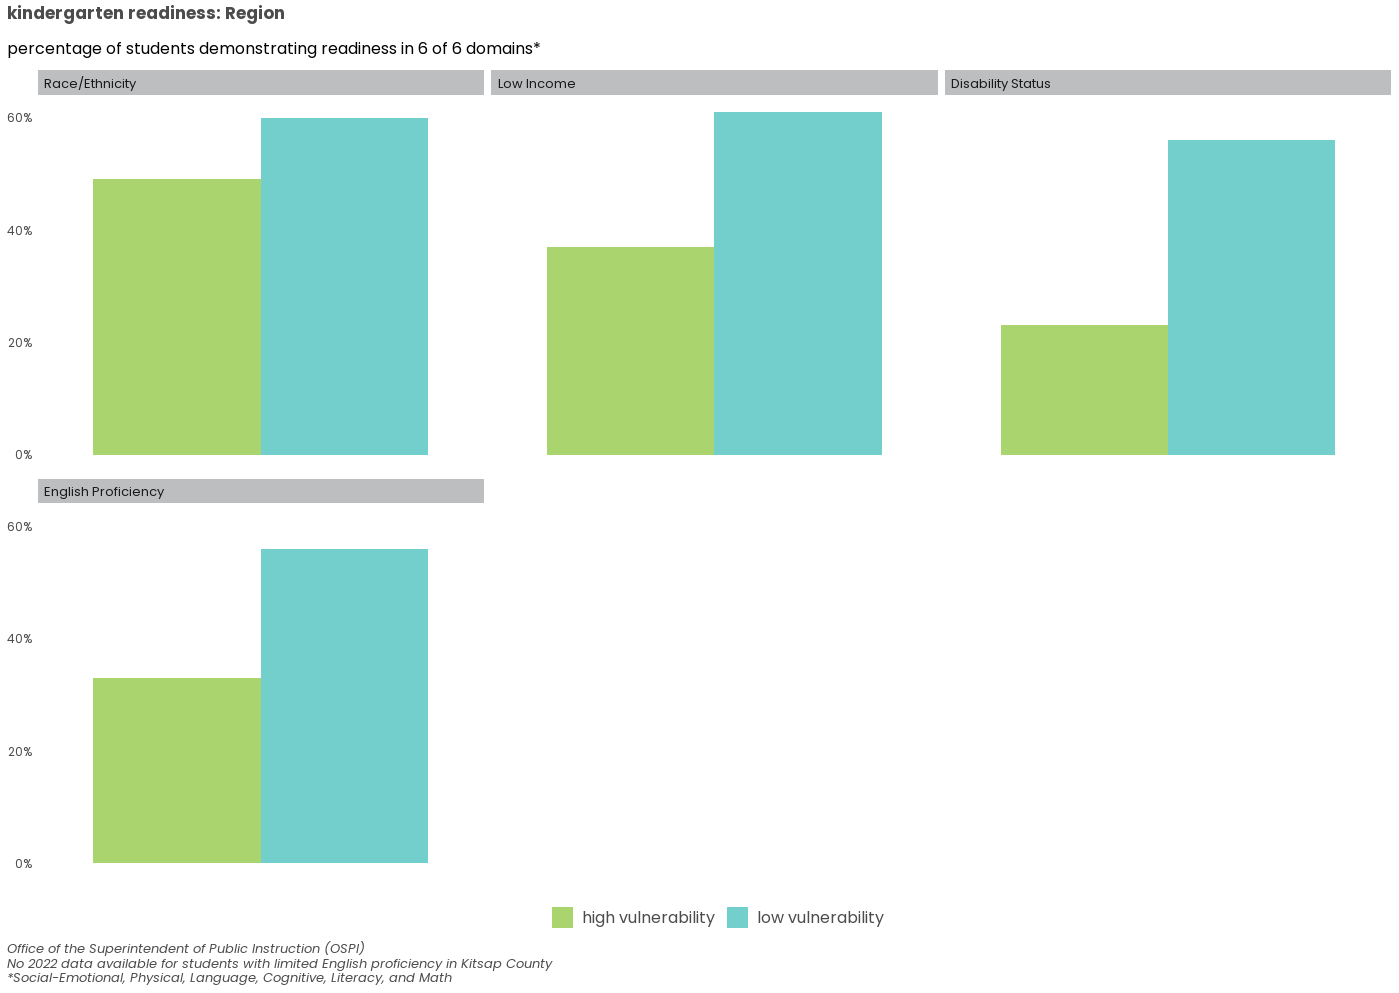 kindergarten readiness: Region
percentage of students demonstrating readiness in 6 of 6 domains*
Race/Ethnicity
Low Income
Disability Status
60%
40%
20%
0%
English Proficiency
60%
40%
20%
0%
high vulnerability
low vulnerability
Office of the Superintendent of Public Instruction (OSPI)
No 2022 data available for students with limited English proficiency in Kitsap County
*Social-Emotional, Physical, Language, Cognitive, Literacy, and Math